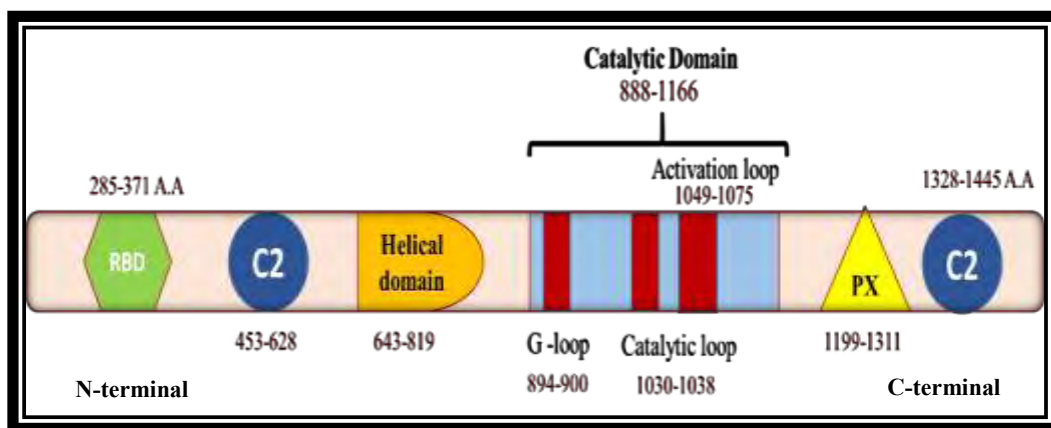 Catalytic Domain
888-1166
285-371 A.A
Activation loop
1049-1075
1328-1445 A.A
RBD
C2
Helical
domain
PX
C2
453-628
643-819
G -loop
894-900
Catalytic loop
1030-1038
1199-1311
N-terminal
C-terminal